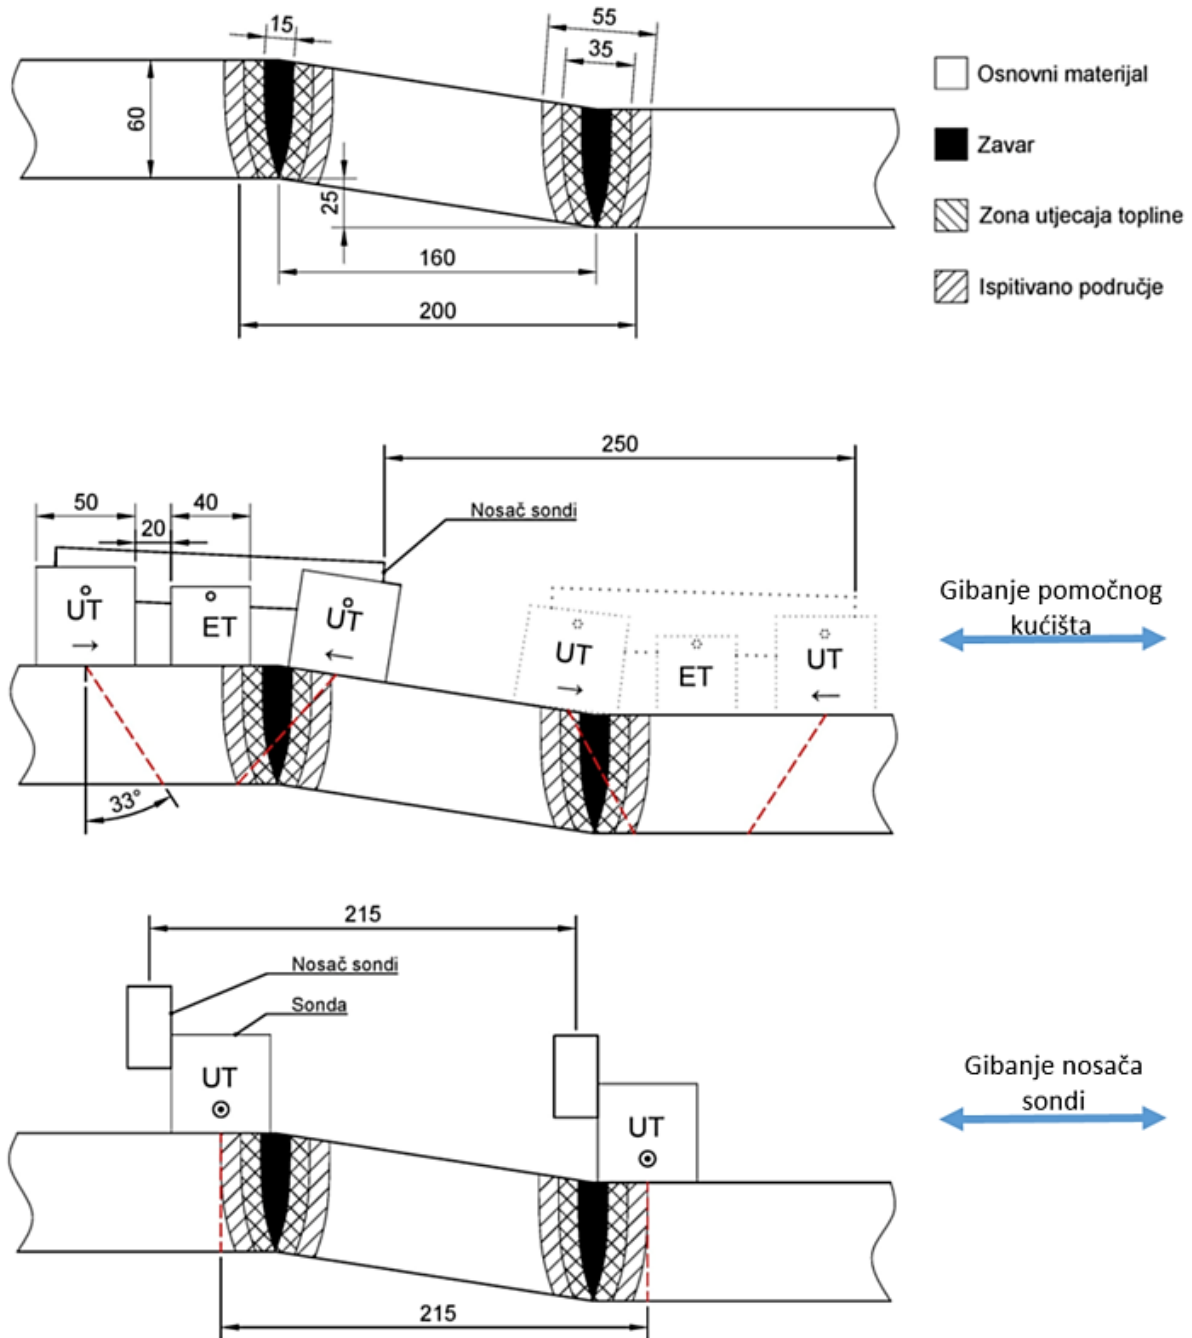 15
55
35
60
25
160
200
Osnovni materijal
Zavar
Zona utjecaja topline
Ispitivano područje
250
50
40
20
Nosač sondi
UT
ET
UT
UT
ET
UT
33°
Gibanje pomočnog
kućišta
215
Nosač sondi
Sonda
UT
UT
215
Gibanje nosača
sondi